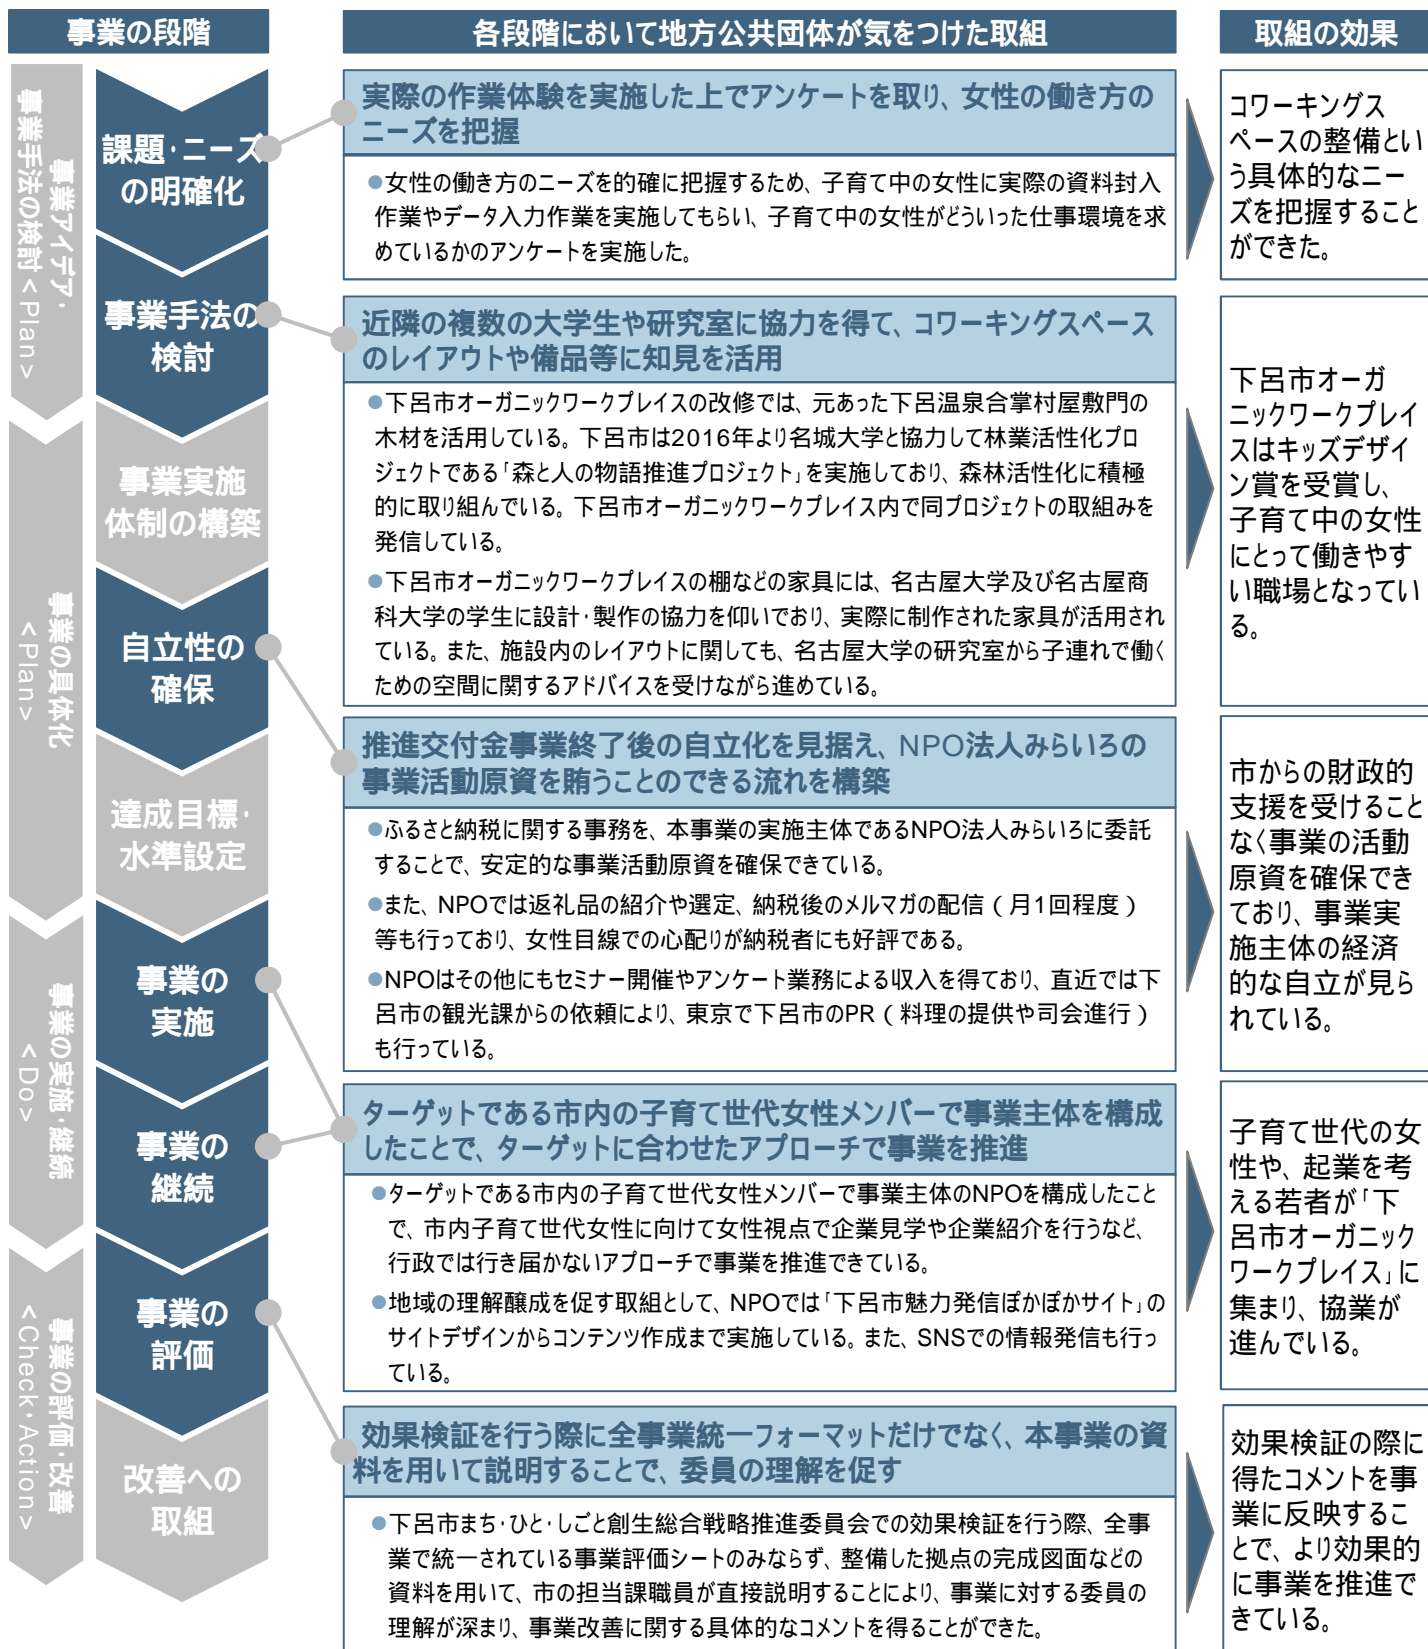 事業の段階
各段階において地方公共団体が気をつけた取組
取組の効果
事業アイデア・
事業手法の検討<Plan>
事業の具体化
<Plan>
事業の実施・継続
<Do>
事業の評価・改善
<Check・Action>
課題・ニーズ
の明確化
事業手法の
検討
事業実施
体制の構築
自立性の
確保
達成目標・
水準設定
事業の
実施
事業の
継続
事業の
評価
改善への
取組
実際の作業体験を実施した上でアンケートを取り、女性の働き方の
ニーズを把握
●女性の働き方のニーズを的確に把握するため、子育て中の女性に実際の資料封入
作業やデータ入力作業を実施してもらい、子育て中の女性がどういった仕事環境を求
めているかのアンケートを実施した。
コワーキングス
ペースの整備とい
う具体的なニー
ズを把握すること
ができた。
近隣の複数の大学生や研究室に協力を得て、コワーキングスペース
のレイアウトや備品等に知見を活用
●下呂市オーガニックワークプレイスの改修では、元あった下呂温泉合掌村屋敷門の
木材を活用している。下呂市は2016年より名城大学と協力して林業活性化プロ
ジェクトである「森と人の物語推進プロジェクト」を実施しており、森林活性化に積極
的に取り組んでいる。下呂市オーガニックワークプレイス内で同プロジェクトの取組みを
発信している。
●下呂市オーガニックワークプレイスの棚などの家具には、名古屋大学及び名古屋商
科大学の学生に設計・製作の協力を仰いでおり、実際に制作された家具が活用され
ている。また、施設内のレイアウトに関しても、名古屋大学の研究室から子連れで働く
ための空間に関するアドバイスを受けながら進めている。
下呂市オーガ
ニックワークプレイ
スはキッズデザイ
ン賞を受賞し、
子育て中の女性
にとって働きやす
い職場となってい
る。
推進交付金事業終了後の自立化を見据え、NPO法人みらいろの
事業活動原資を賄うことのできる流れを構築
●ふるさと納税に関する事務を、本事業の実施主体であるNPO法人みらいろに委託
することで、安定的な事業活動原資を確保できている。
●また、NPOでは返礼品の紹介や選定、納税後のメルマガの配信（月1回程度）
等も行っており、女性目線での心配りが納税者にも好評である。
●NPOはその他にもセミナー開催やアンケート業務による収入を得ており、直近では下
呂市の観光課からの依頼により、東京で下呂市のPR（料理の提供や司会進行）
も行っている。
市からの財政的
支援を受けること
なく事業の活動
原資を確保でき
ており、事業実
施主体の経済
的な自立が見ら
れている。
ターゲットである市内の子育て世代女性メンバーで事業主体を構成
したことで、ターゲットに合わせたアプローチで事業を推進
●ターゲットである市内の子育て世代女性メンバーで事業主体のNPOを構成したこと
で、市内子育て世代女性に向けて女性視点で企業見学や企業紹介を行うなど、
行政では行き届かないアプローチで事業を推進できている。
●地域の理解醸成を促す取組として、NPOでは「下呂市魅力発信ぽかぽかサイト」の
サイトデザインからコンテンツ作成まで実施している。また、SNSでの情報発信も行っ
ている。
子育て世代の女
性や、起業を考
える若者が「下
呂市オーガニック
ワークプレイス」に
集まり、協業が
進んでいる。
効果検証を行う際に全事業統一フォーマットだけでなく、本事業の資
料を用いて説明することで、委員の理解を促す
●下呂市まち・ひと・しごと創生総合戦略推進委員会での効果検証を行う際、全事
業で統一されている事業評価シートのみならず、整備した拠点の完成図面などの
資料を用いて、市の担当課職員が直接説明することにより、事業に対する委員の
理解が深まり、事業改善に関する具体的なコメントを得ることができた。
効果検証の際に
得たコメントを事
業に反映するこ
とで、より効果的
に事業を推進で
きている。